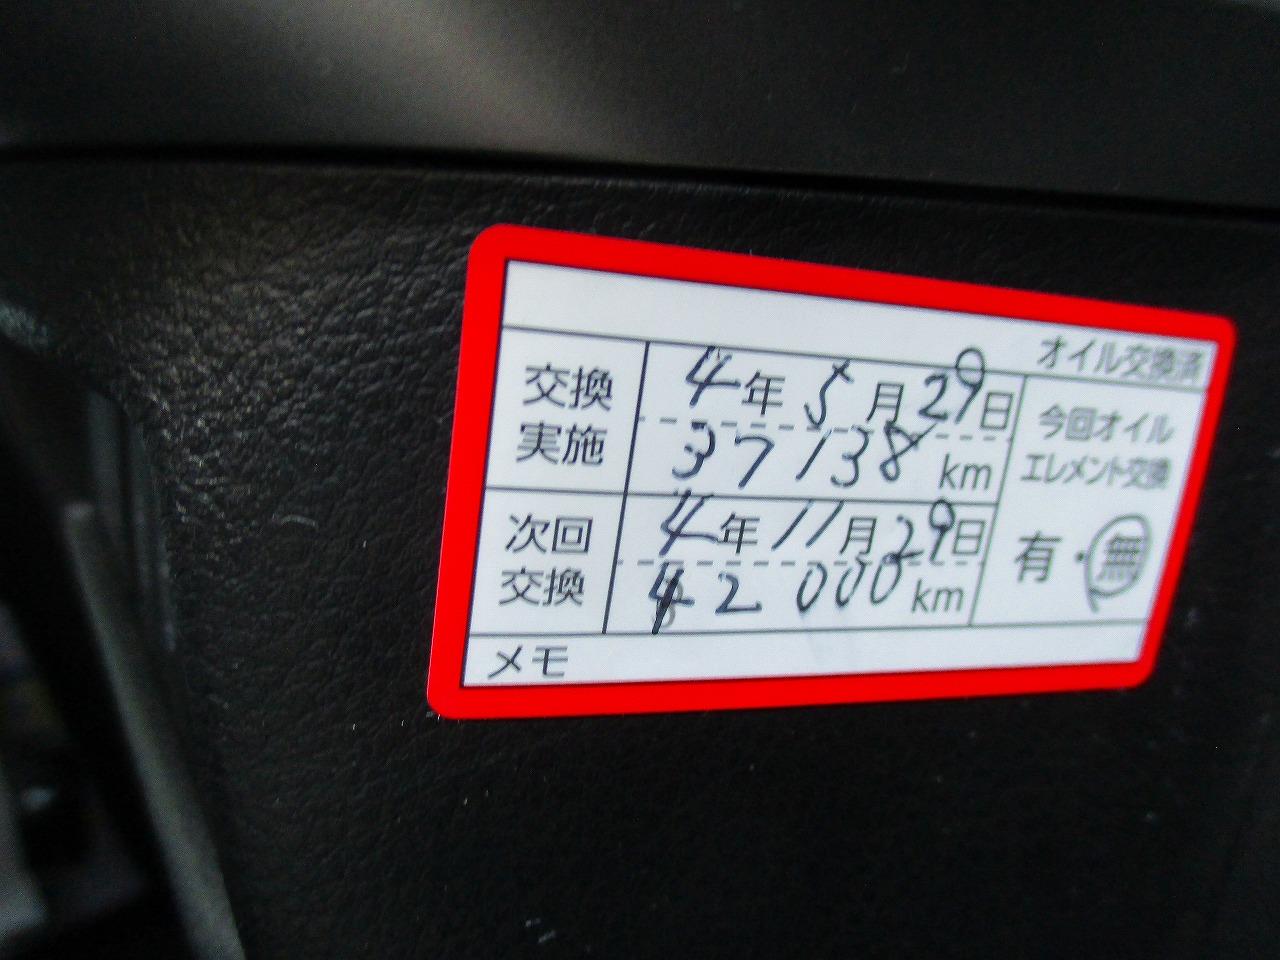 オイル交換済
交換
実施
4年5月29日
37138km
次回
交換
4年11月29日
42000km
今回オイル
エレメント交換
有・無
メモ